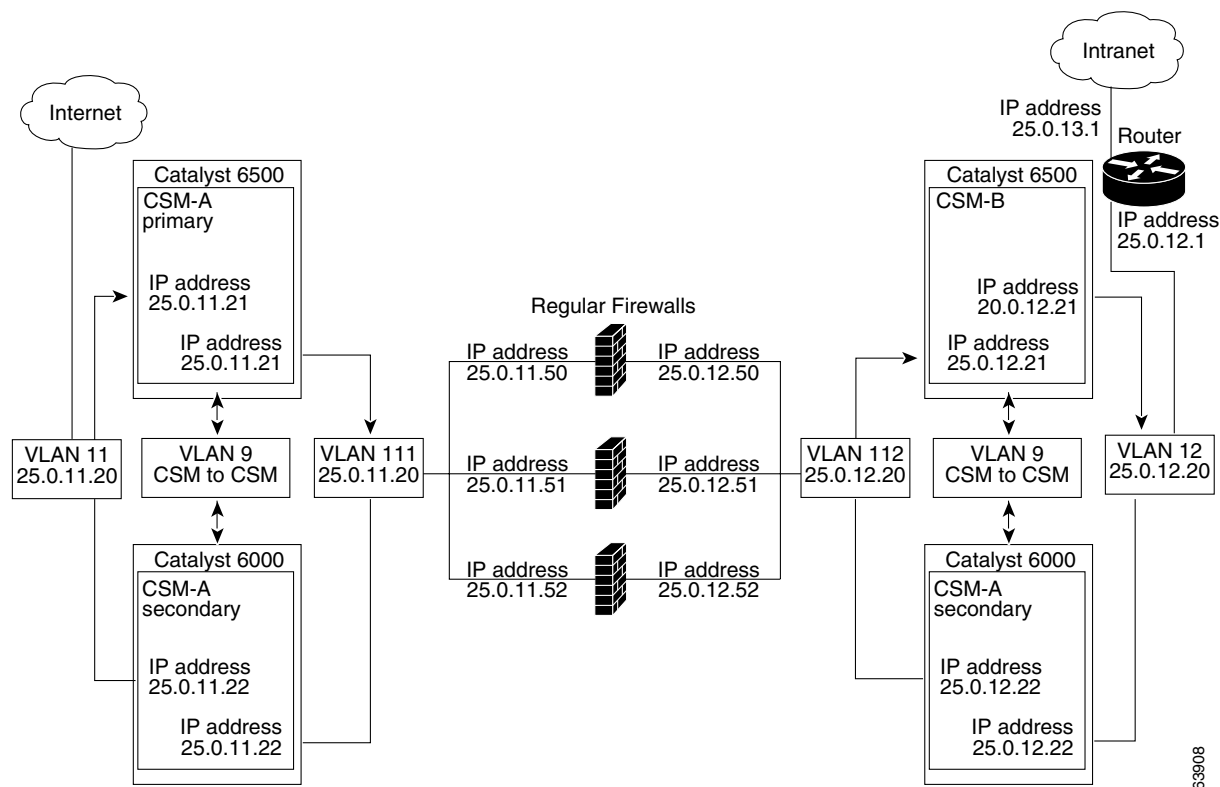 Intranet
Internet
IP address
25.0.13.1
Router
Catalyst 6500
CSM-A
primary
IP address
25.0.11.21
IP address
25.0.11.21
Catalyst 6500
CSM-B
IP address
20.0.12.21
IP address
25.0.12.21
IP address
25.0.12.1
Regular Firewalls
IP address
25.0.11.50
IP address
25.0.12.50
VLAN 11
25.0.11.20
VLAN 9
CSM to CSM
VLAN 111
25.0.11.20
IP address
25.0.11.51
IP address
25.0.12.51
VLAN 112
25.0.12.20
VLAN 9
CSM to CSM
VLAN 12
25.0.12.20
IP address
25.0.11.52
IP address
25.0.12.52
Catalyst 6000
CSM-A
secondary
IP address
25.0.11.22
IP address
25.0.11.22
Catalyst 6000
CSM-A
secondary
IP address
25.0.12.22
IP address
25.0.12.22
63908